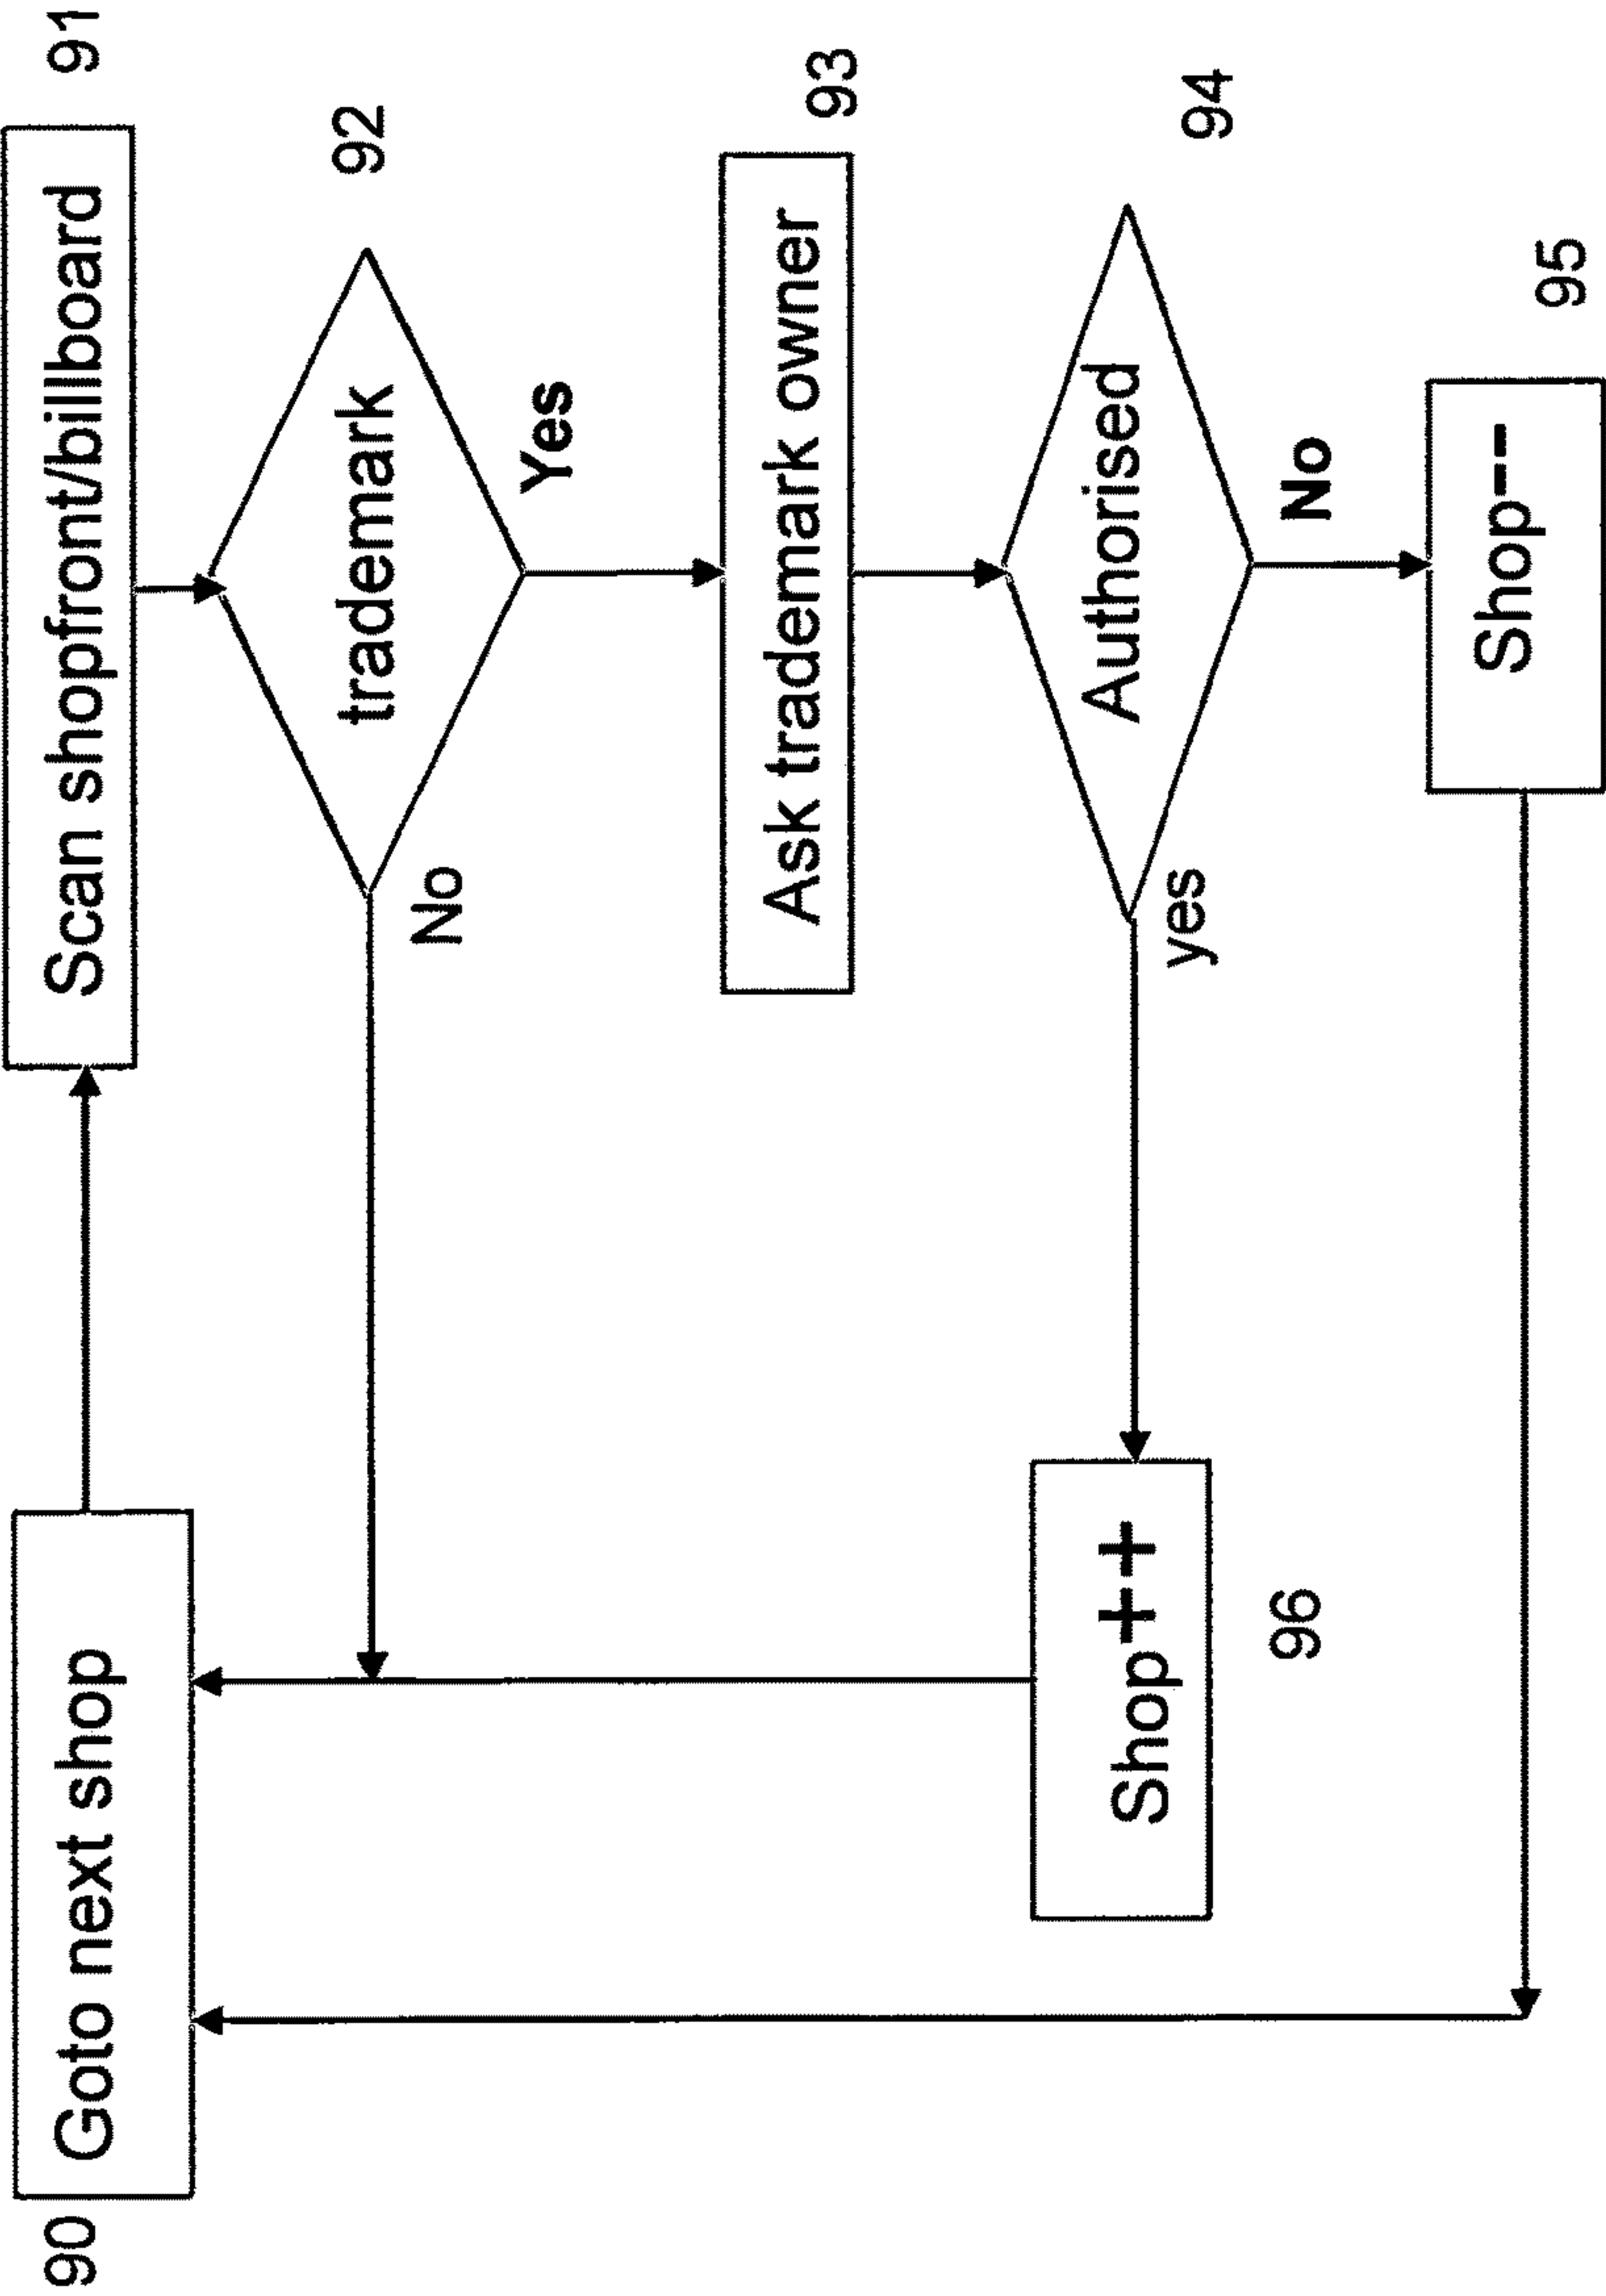 90
Goto next shop
Scan shopfront/billboard
91
trademark
92
No
Yes
Ask trademark owner
93
Authorised
94
yes
No
Shop++
96
Shop--
95